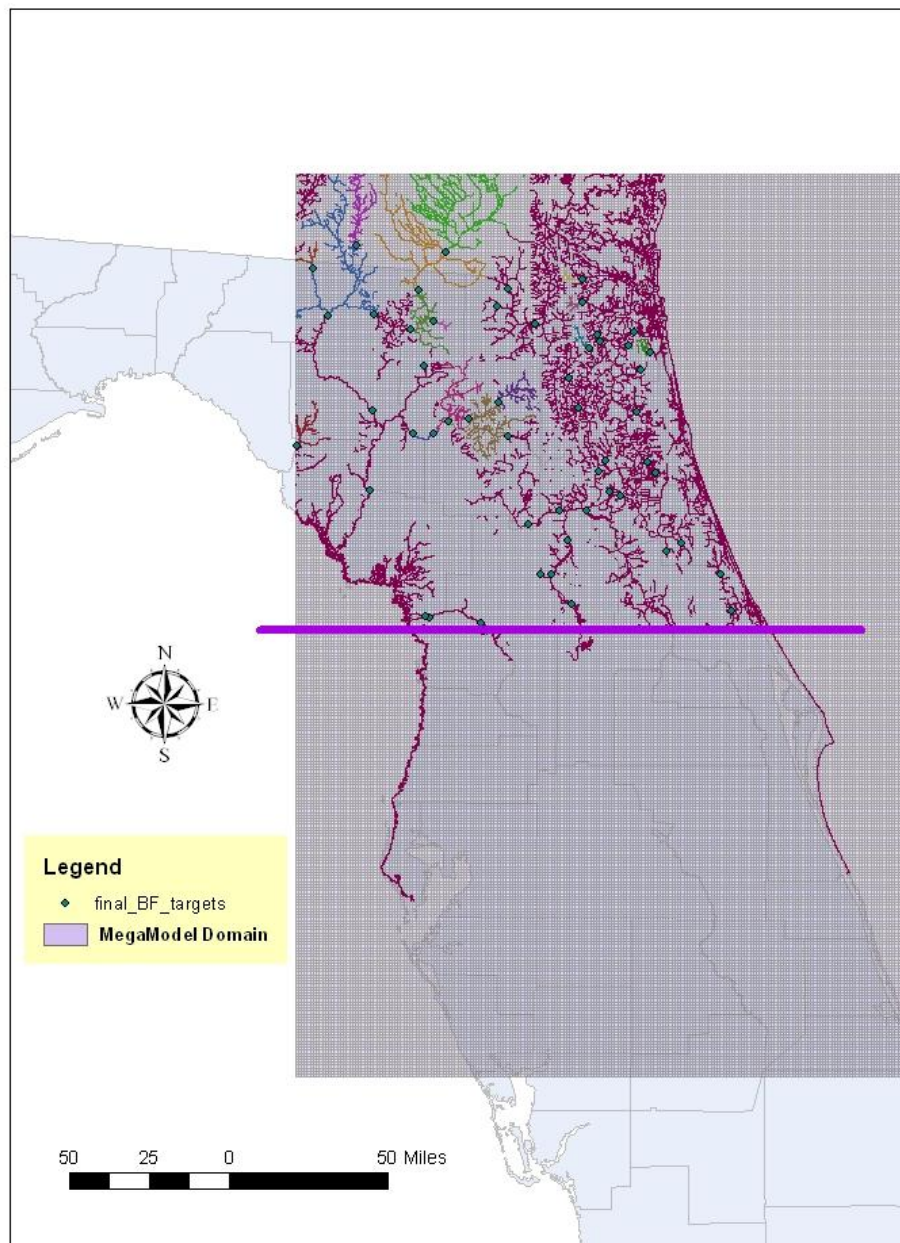 N
W E
S
Legend
final_BF_targets
MegaModel Domain
50 25 0 50 Miles